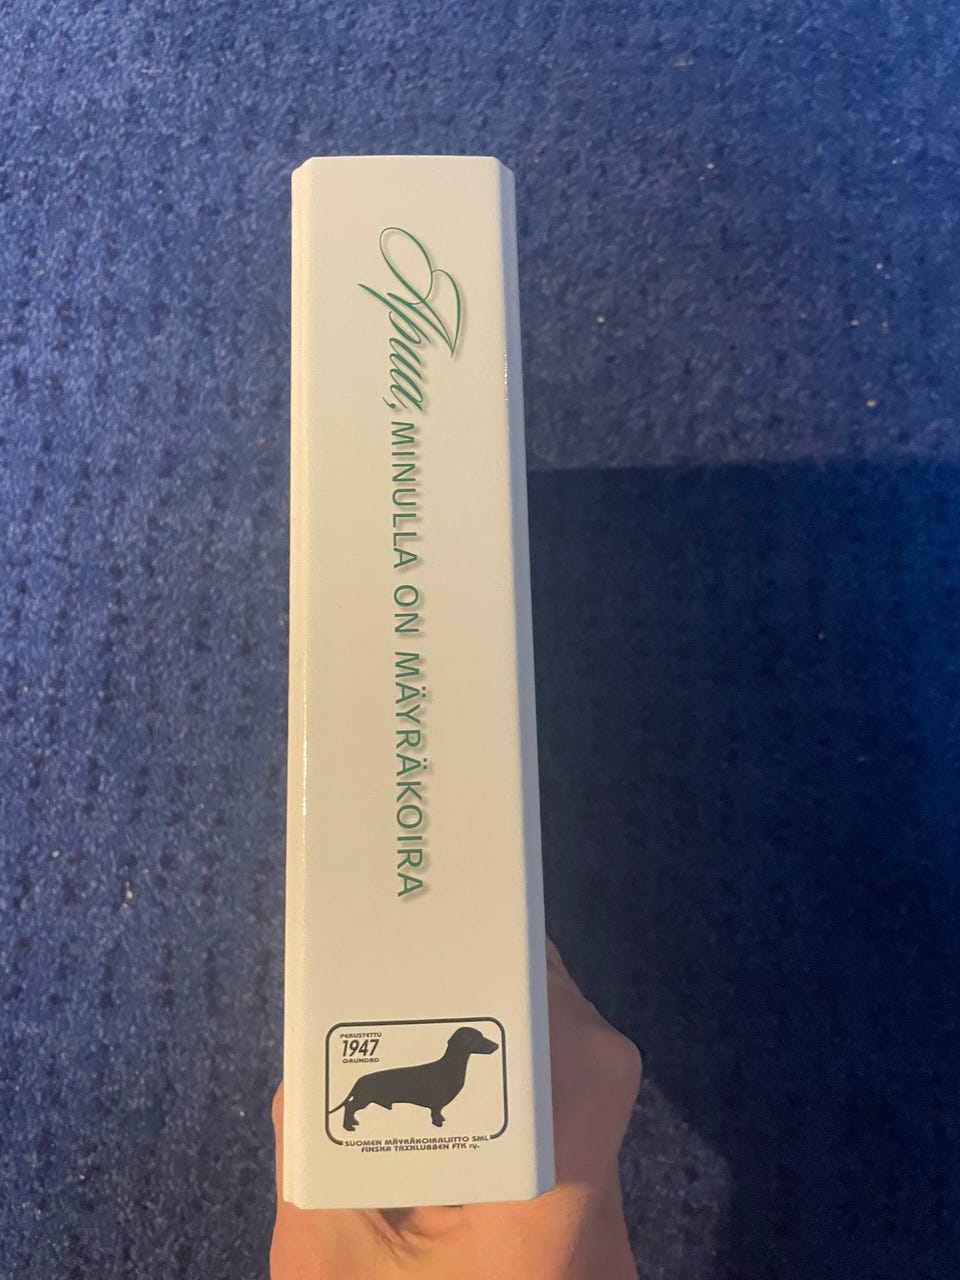 Apua, MINULLA ON MÄYRÄKOIRA
PERUSTETTU
1947
GRUNDAD
SUOMEN MÄYRÄKOIRALIITTO SML
FINSKA TAXKLUBBEN FTK ry.